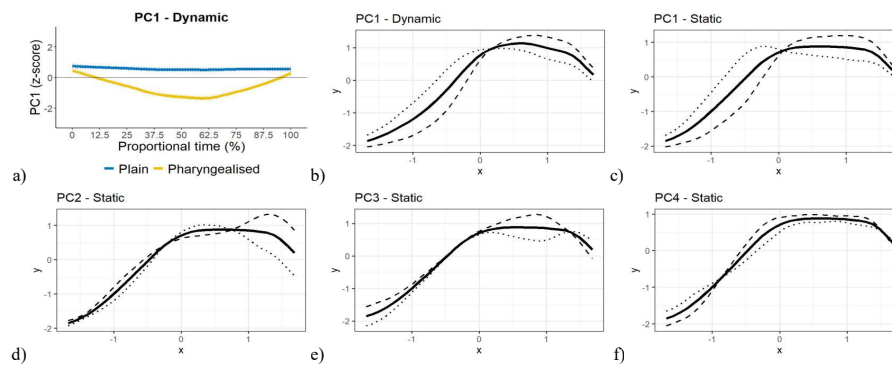 PC1 - Dynamic
PC1 (z-score)
2
0
-2
0 12.5 25 37.5 50 62.5 75 87.5 100
Proportional time (%)
Plain Pharyngealised
a)
PC1 - Dynamic
y
1
0
-1
-2
-1 0 1
x
b)
PC1 - Static
y
1
0
-1
-2
-1 0 1
x
c)
PC2 - Static
y
1
0
-1
-2
-1 0 1
x
d)
PC3 - Static
y
1
0
-1
-2
-1 0 1
x
e)
PC4 - Static
y
1
0
-1
-2
-1 0 1
x
f)